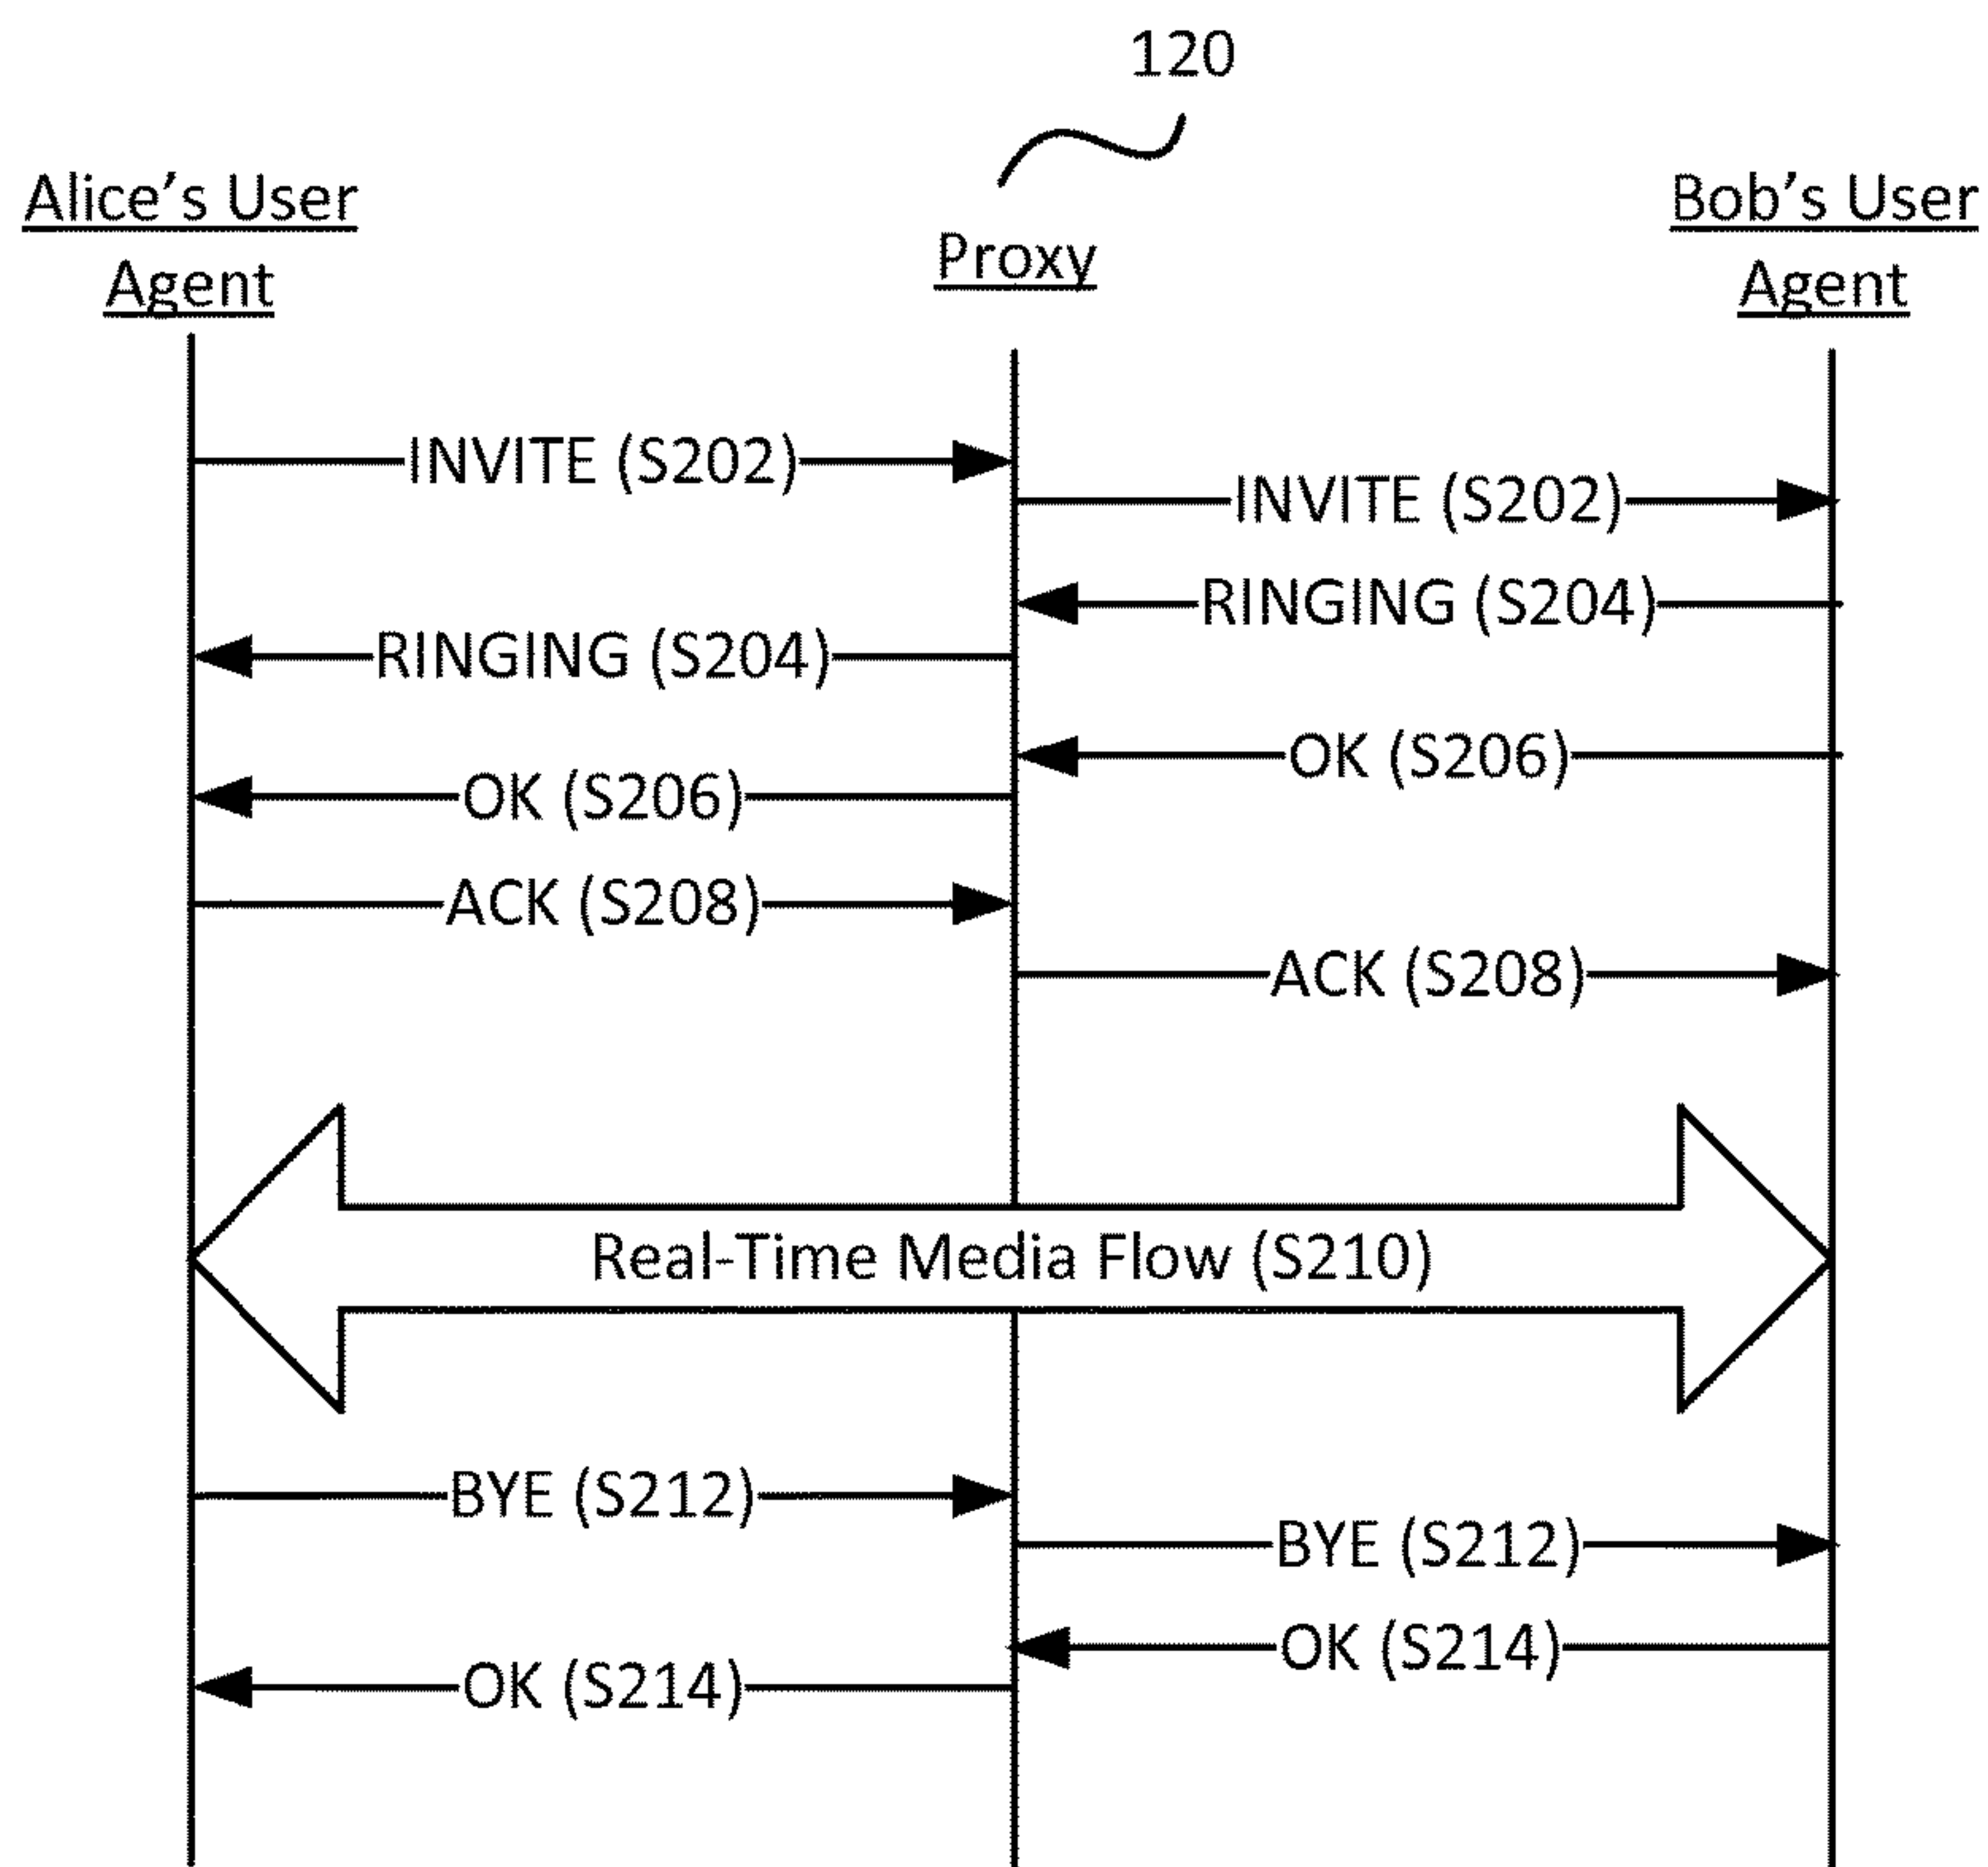 120
Alice’s User
Agent
Proxy
Bob’s User
Agent
INVITE (S202)
INVITE (S202)
RINGING (S204)
RINGING (S204)
OK (S206)
OK (S206)
ACK (S208)
ACK (S208)
Real-Time Media Flow (S210)
BYE (S212)
BYE (S212)
OK (S214)
OK (S214)